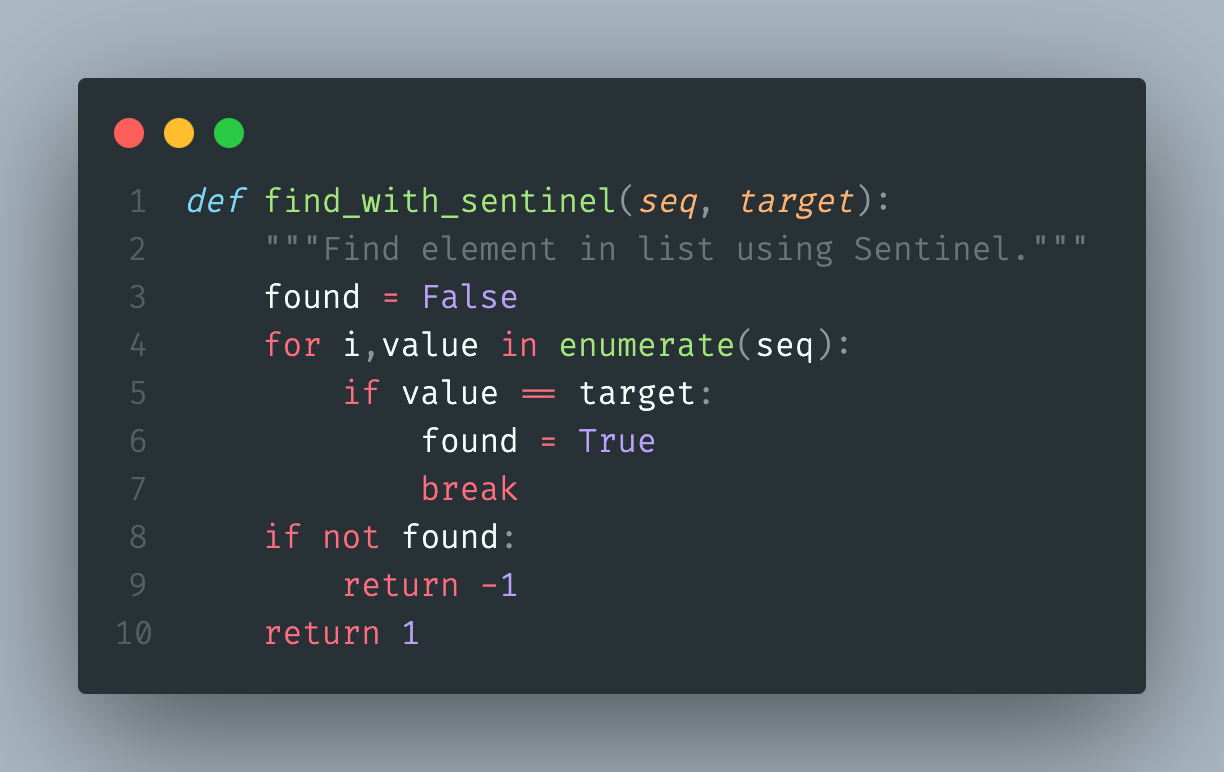 1 def find_with_sentinel(seq, target):
2     """Find element in list using Sentinel."""
3     found = False
4     for i,value in enumerate(seq):
5         if value == target:
6             found = True
7             break
8     if not found:
9         return -1
10     return 1